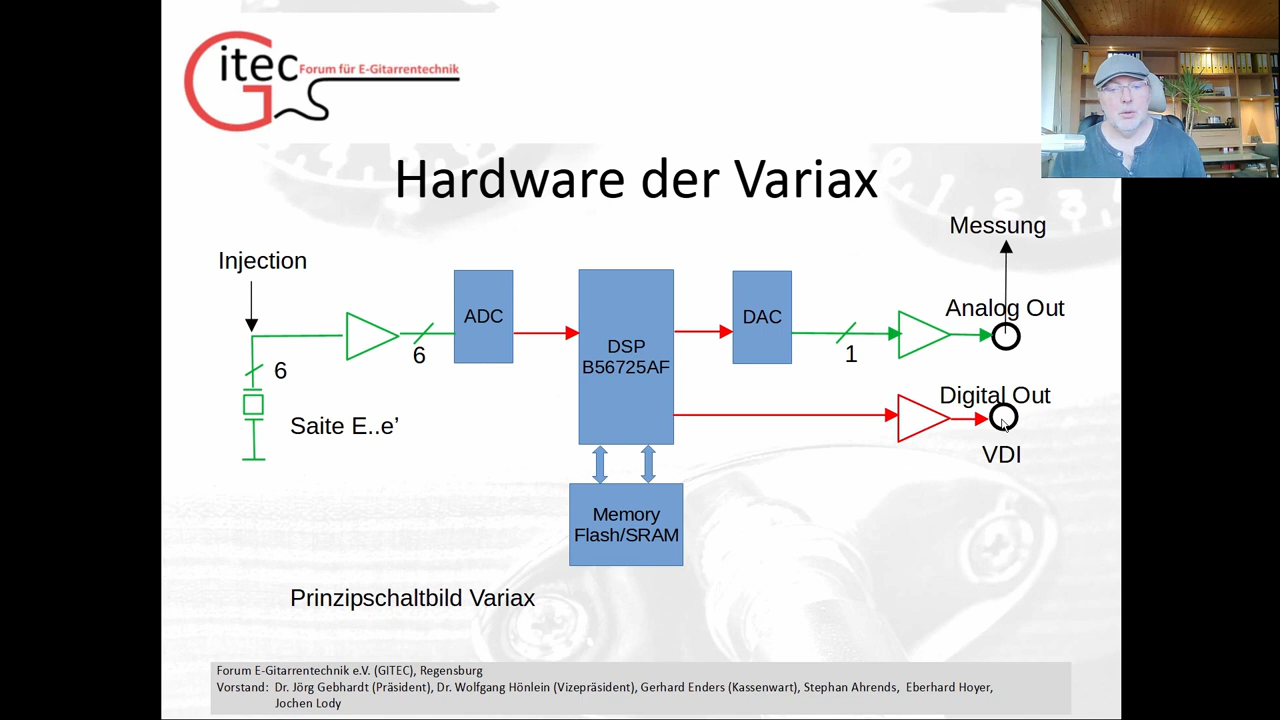 Gitec Forum für E-Gitarrentechnik
Hardware der Variax
Messung
Injection
Analog Out
ADC
DAC
DSP
B56725AF
6
1
6
Digital Out
Saite E..e’
VDI
Memory
Flash/SRAM
Prinzipschaltbild Variax
Forum E-Gitarrentechnik e.V. (GITEC), Regensburg
Vorstand: Dr. Jörg Gebhardt (Präsident), Dr. Wolfgang Hönlein (Vizepräsident), Gerhard Enders (Kassenwart), Stephan Ahrends, Eberhard Hoyer,
Jochen Lody